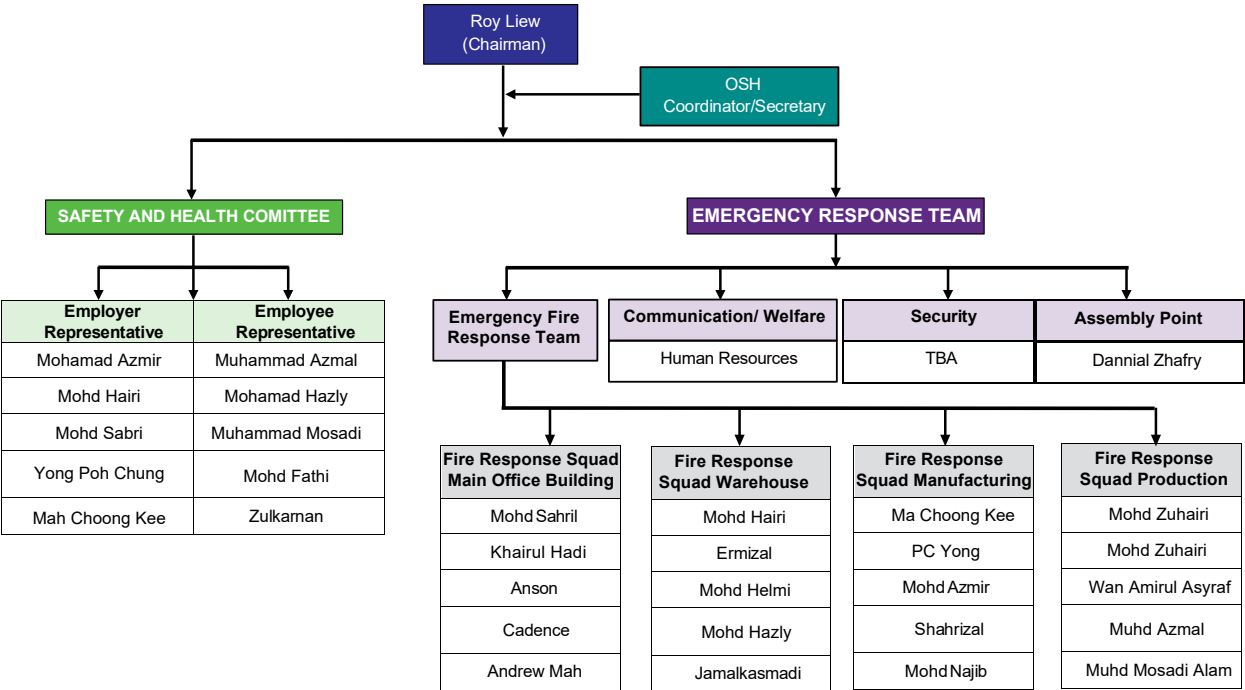 Roy Liew
(Chairman)
OSH
Coordinator/Secretary
SAFETY AND HEALTH COMITTEE
EMERGENCY RESPONSE TEAM
Employer
Representative
Employee
Representative
Mohamad Azmir
Muhammad Azmal
Mohd Hairi
Mohamad Hazly
Mohd Sabri
Muhammad Mosadi
Yong Poh Chung
Mohd Fathi
Mah Choong Kee
Zulkarnan
Emergency Fire
Response Team
Communication/ Welfare
Human Resources
Security
TBA
Assembly Point
Dannial Zhafry
Fire Response Squad
Main Office Building
Mohd Sahril
Khairul Hadi
Anson
Cadence
Andrew Mah
Fire Response
Squad Warehouse
Mohd Hairi
Ermizal
Mohd Helmi
Mohd Hazly
Jamalkasmadi
Fire Response
Squad Manufacturing
Ma Choong Kee
PC Yong
Mohd Azmir
Shahrizal
Mohd Najib
Fire Response
Squad Production
Mohd Zuhairi
Mohd Zuhairi
Wan Amirul Asyraf
Muhd Azmal
Muhd Mosadi Alam